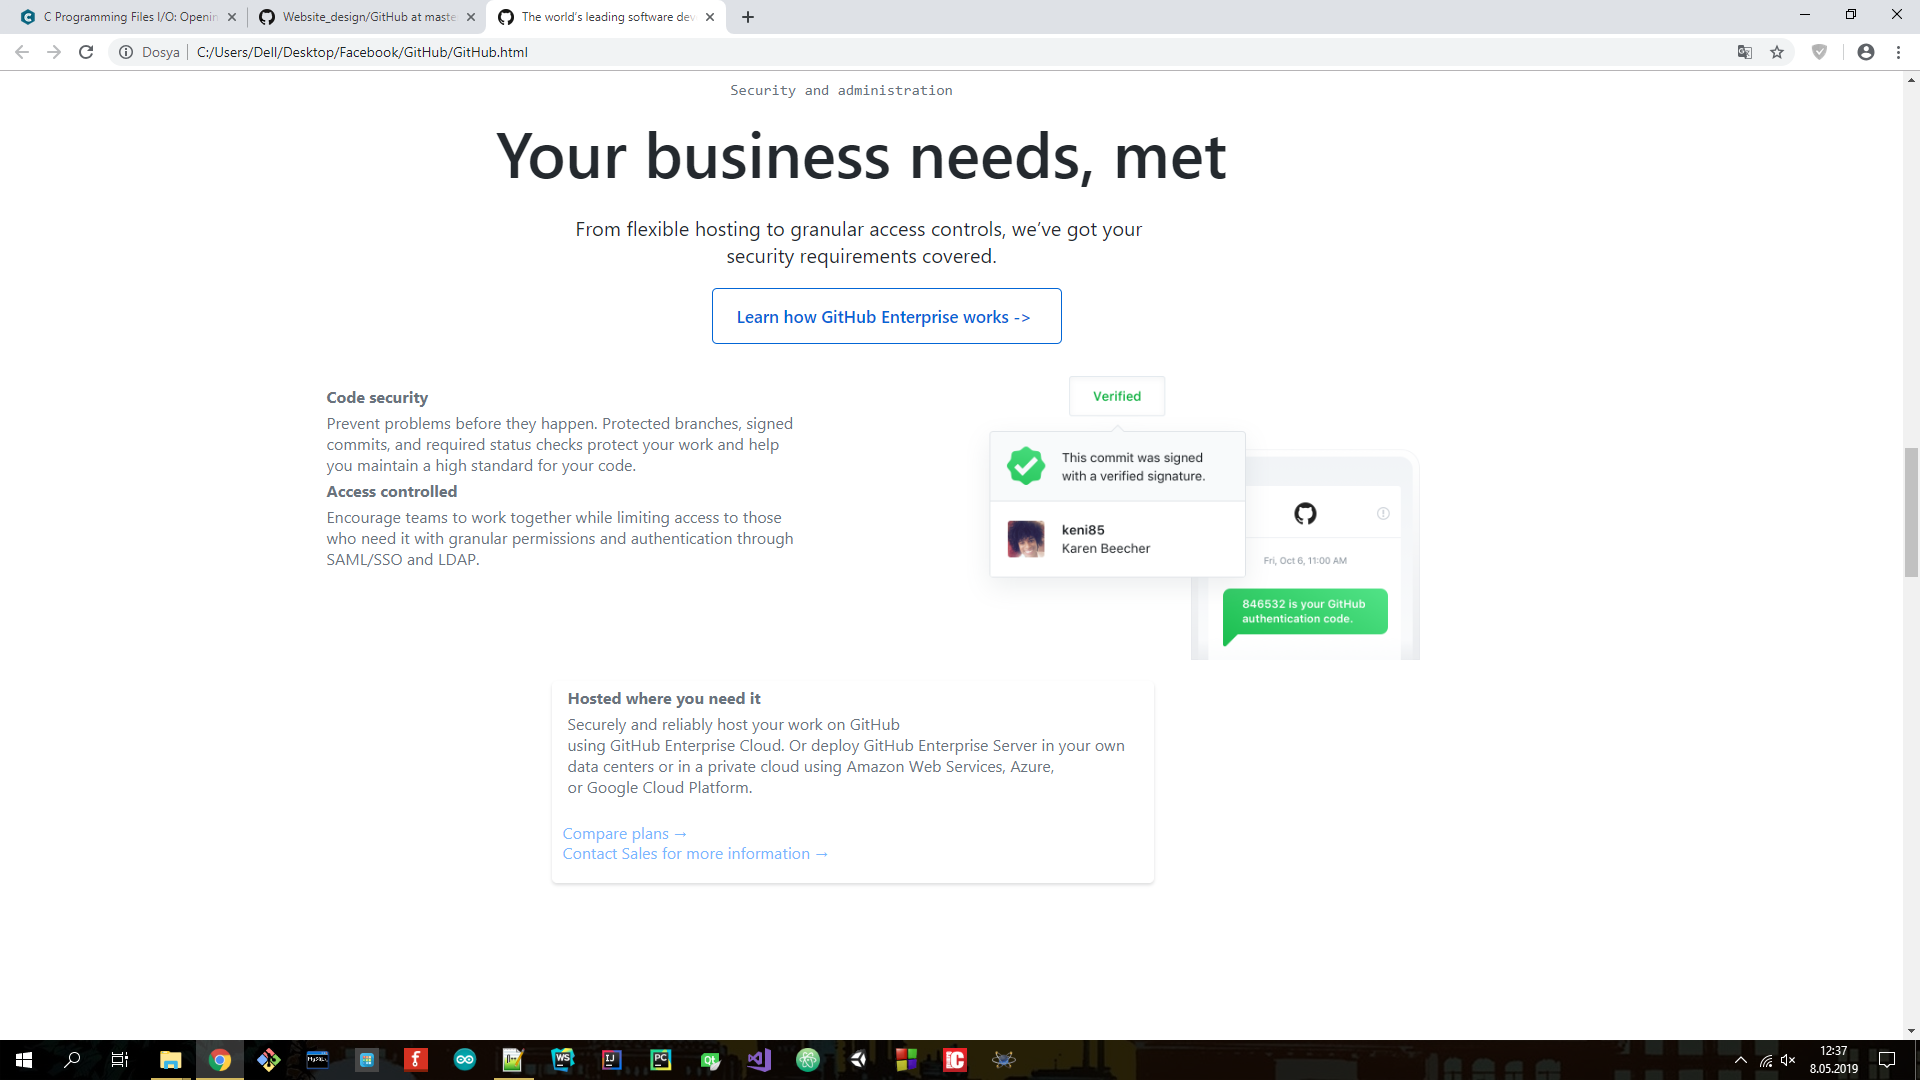 C Programming Files I/O: Openin
Website_design/GitHub at maste
The world's leading software dev
Dosya
C:/Users/Dell/Desktop/Facebook/GitHub/GitHub.html
Security and administration
Your business needs, met
From flexible hosting to granular access controls, we've got your
security requirements covered.
Learn how GitHub Enterprise works ->
Code security
Prevent problems before they happen. Protected branches, signed
commits, and required status checks protect your work and help
you maintain a high standard for your code.
Access controlled
Encourage teams to work together while limiting access to those
who need it with granular permissions and authentication through
SAML/SSO and LDAP.
Verified
This commit was signed
with a verified signature.
keni85
Karen Beecher
Fri, Oct 6, 11:00 AM
846532 is your GitHub
authentication code.
Hosted where you need it
Securely and reliably host your work on GitHub
using GitHub Enterprise Cloud. Or deploy GitHub Enterprise Server in your own
data centers or in a private cloud using Amazon Web Services, Azure,
or Google Cloud Platform.
Compare plans →
Contact Sales for more information →
MySQL
WS
IJ
PC
Qt
12:37
8.05.2019